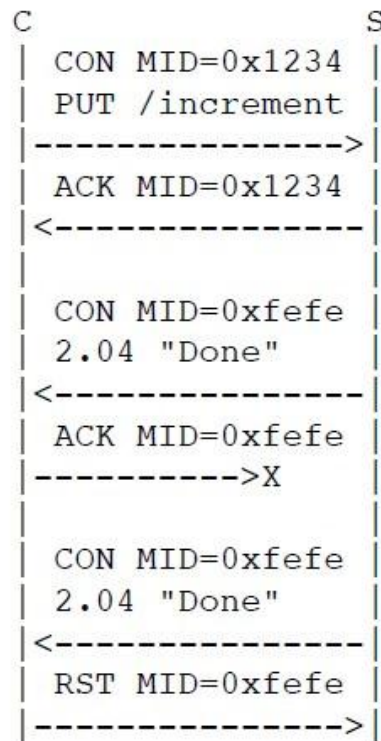 C S
CON MID=0x1234
PUT /increment
--------------->
ACK MID=0x1234
<---------------
CON MID=0xfefe
2.04 "Done"
<---------------
ACK MID=0xfefe
---------->X
CON MID=0xfefe
2.04 "Done"
<---------------
RST MID=0xfefe
--------------->